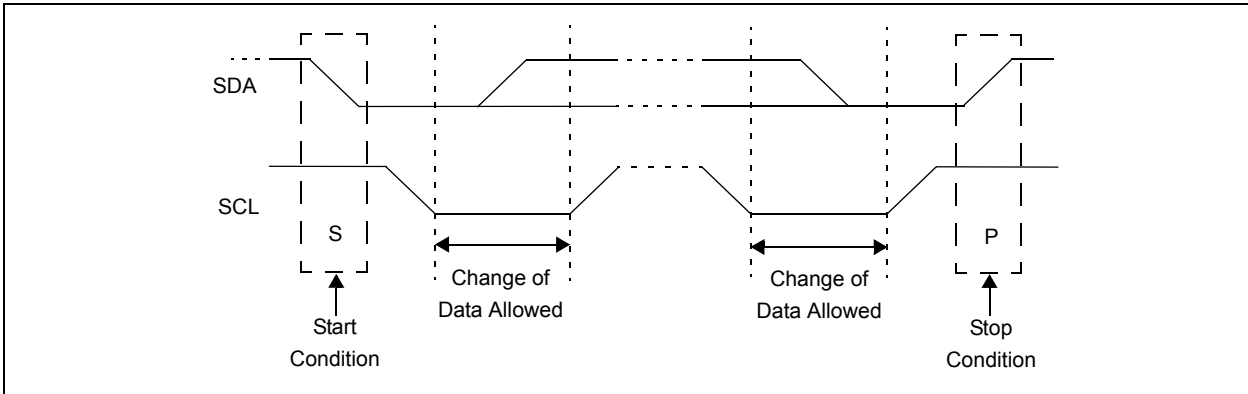 SDA
SCL
S
P
Change of
Data Allowed
Change of
Data Allowed
Start
Condition
Stop
Condition